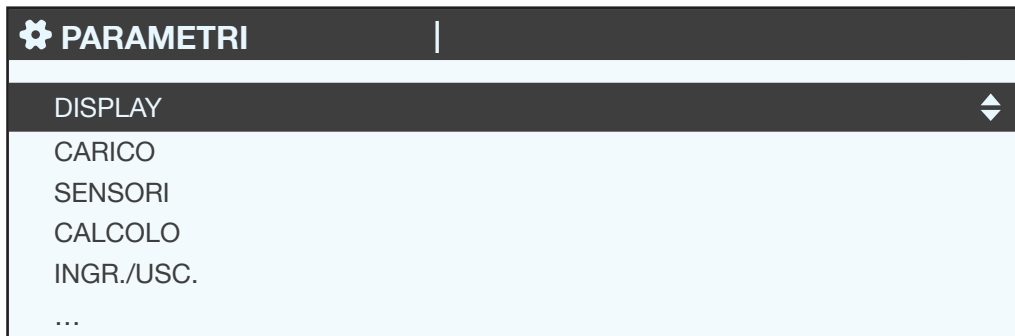 PARAMETRI
DISPLAY
CARICO
SENSORI
CALCOLO
INGR./USC.
…